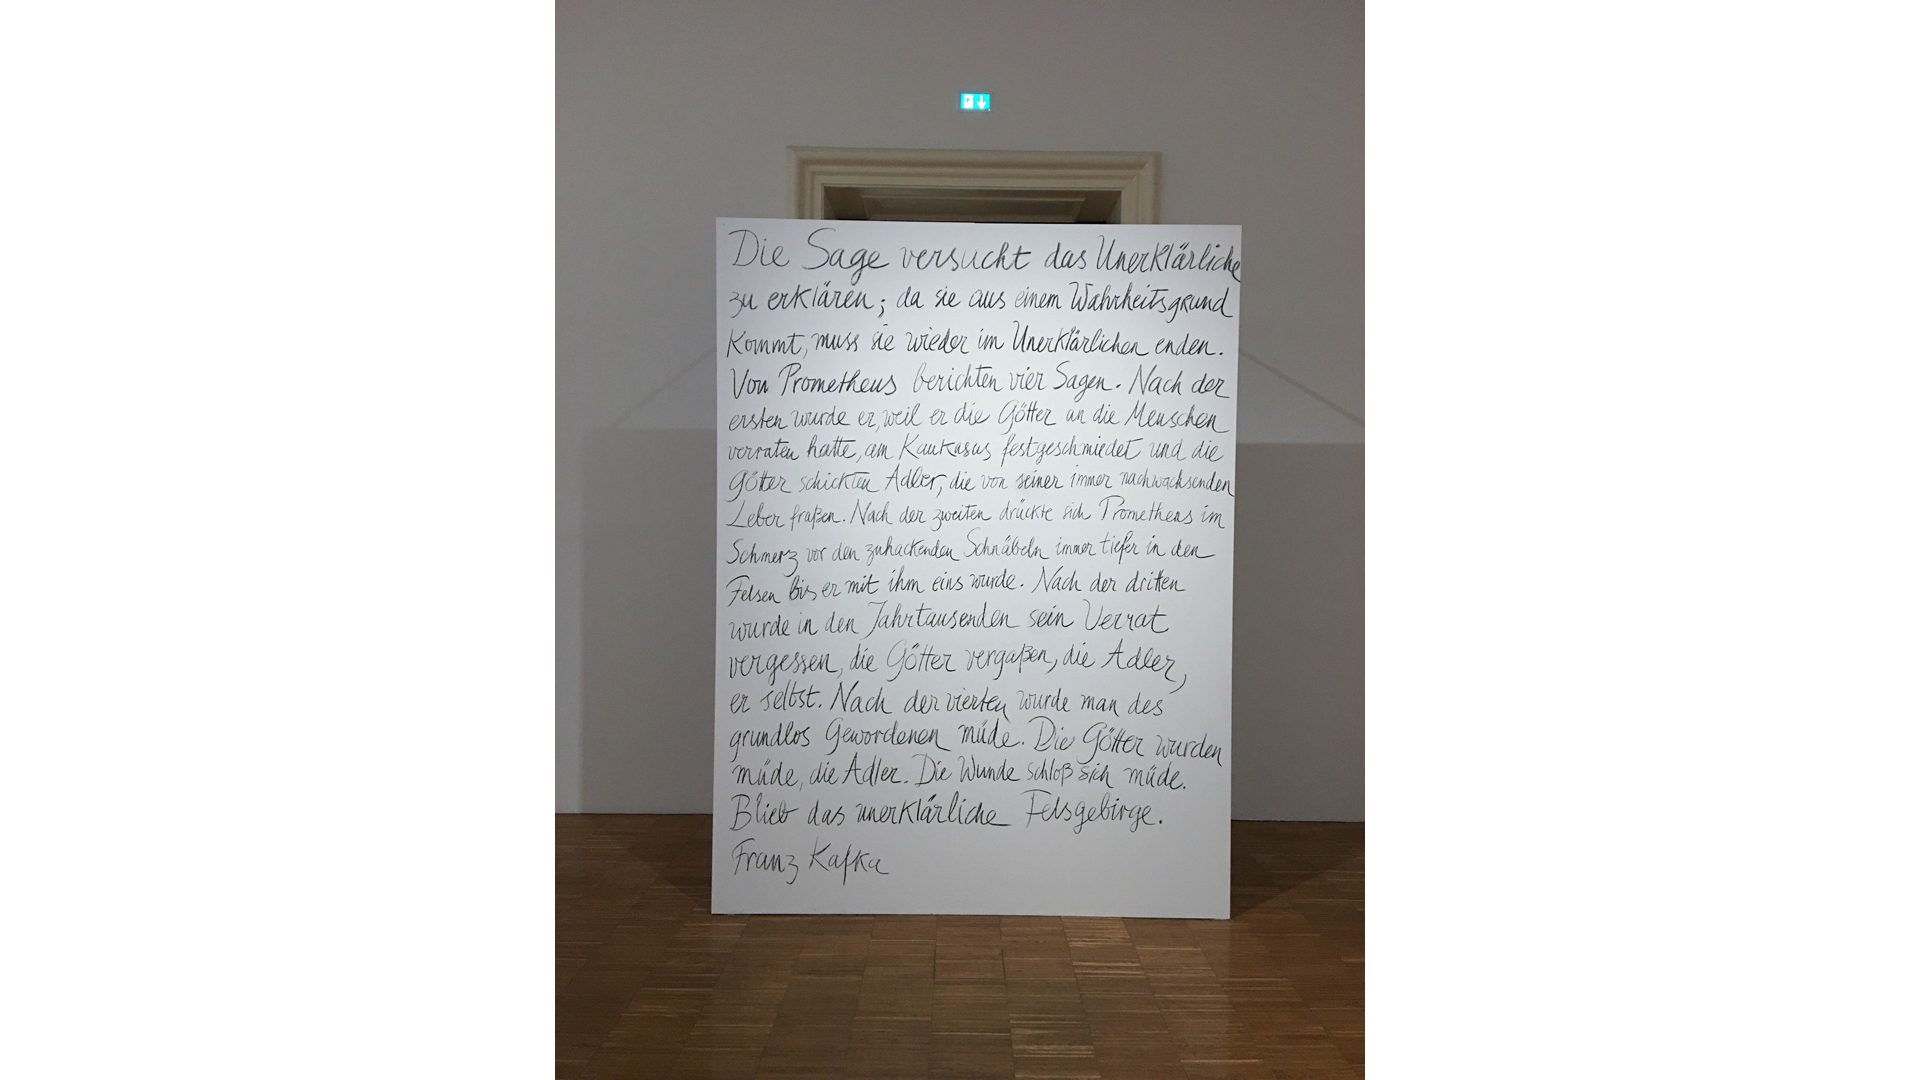 Die Sage versucht das Unerklärliche
zu erklären; da sie aus einem Wahrheitsgrund
kommt, muss sie wieder im Unerklärlichen enden.
Von Prometheus berichten vier Sagen. Nach der
ersten wurde er, weil er die Götter an die Menschen
verraten hatte, am Kaukasus festgeschmiedet und die
Götter schickten Adler, die von seiner immer nachwachsenden
Leber fraßen. Nach der zweiten drückte sich Prometheus im
Schmerz vor den zuhackenden Schnäbeln immer tiefer in den
Felsen bis er mit ihm eins wurde. Nach der dritten
wurde in den Jahrtausenden sein Verrat
vergessen, die Götter vergaßen, die Adler,
er selbst. Nach der vierten wurde man des
grundlos Gewordenen müde. Die Götter wurden
müde, die Adler. Die Wunde schloß sich müde.
Blieb das unerklärliche Felsgebirge.
Franz Kafka